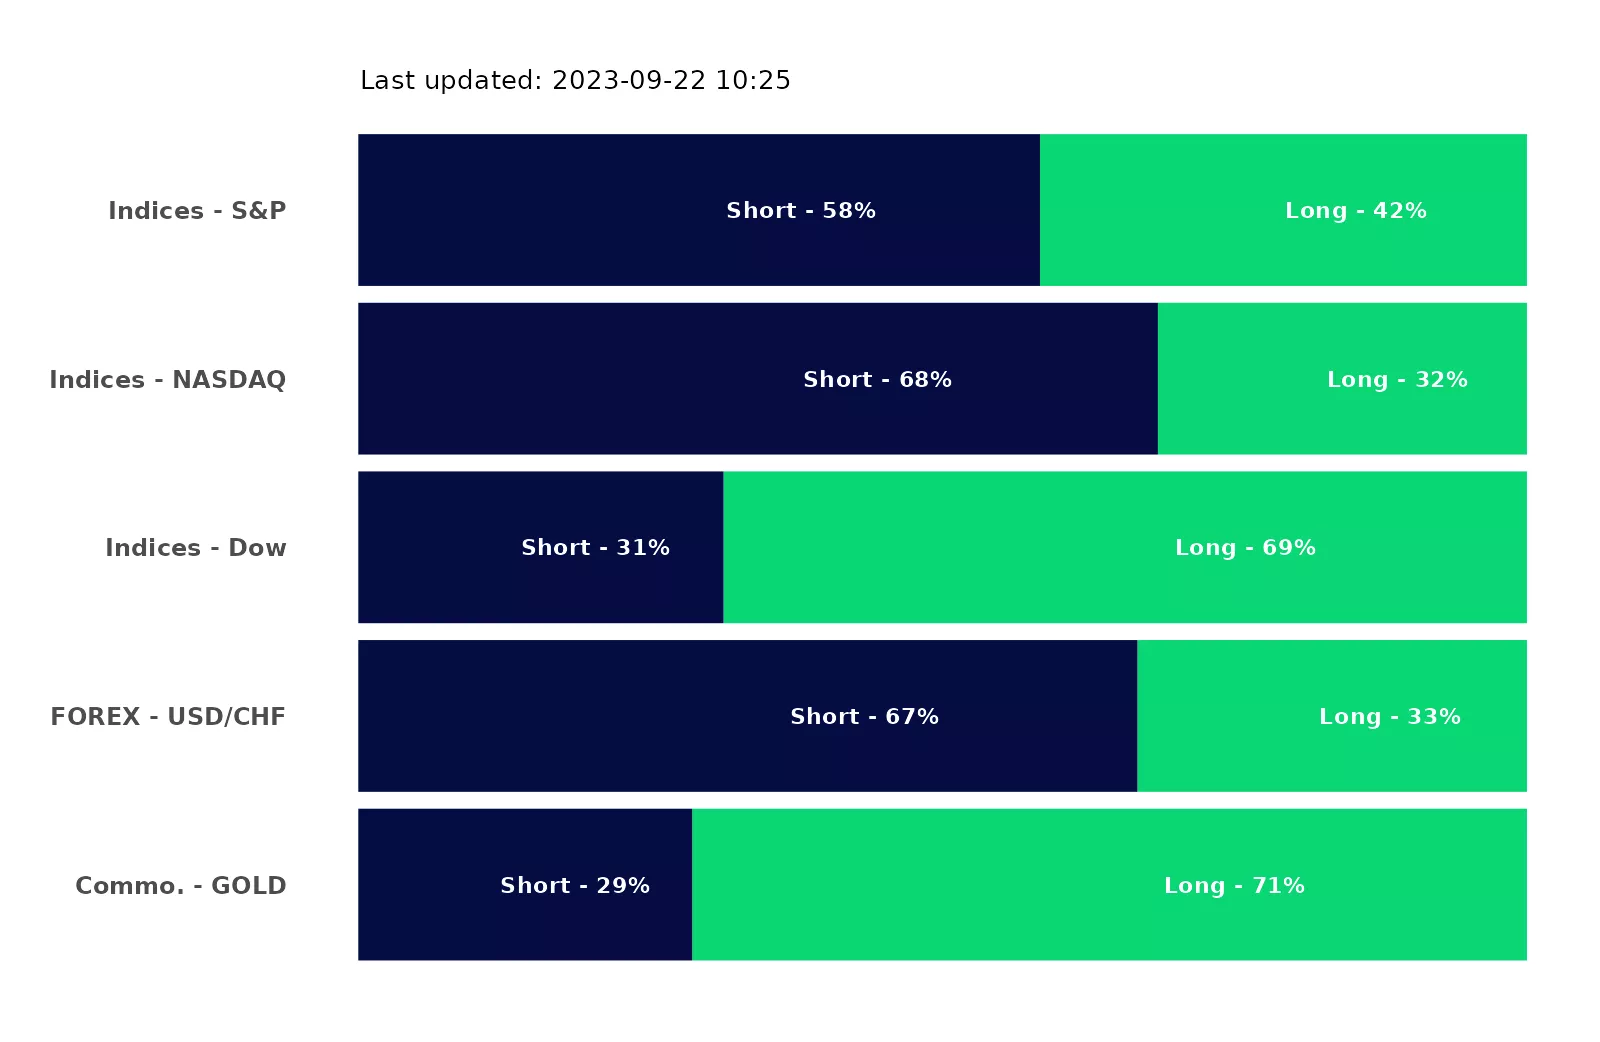 Last updated: 2023-09-22 10:25
Indices - S&P
Short - 58%
Long - 42%
Indices - NASDAQ
Short - 68%
Long - 32%
Indices - Dow
Short - 31%
Long - 69%
FOREX - USD/CHF
Short - 67%
Long - 33%
Commo. - GOLD
Short - 29%
Long - 71%